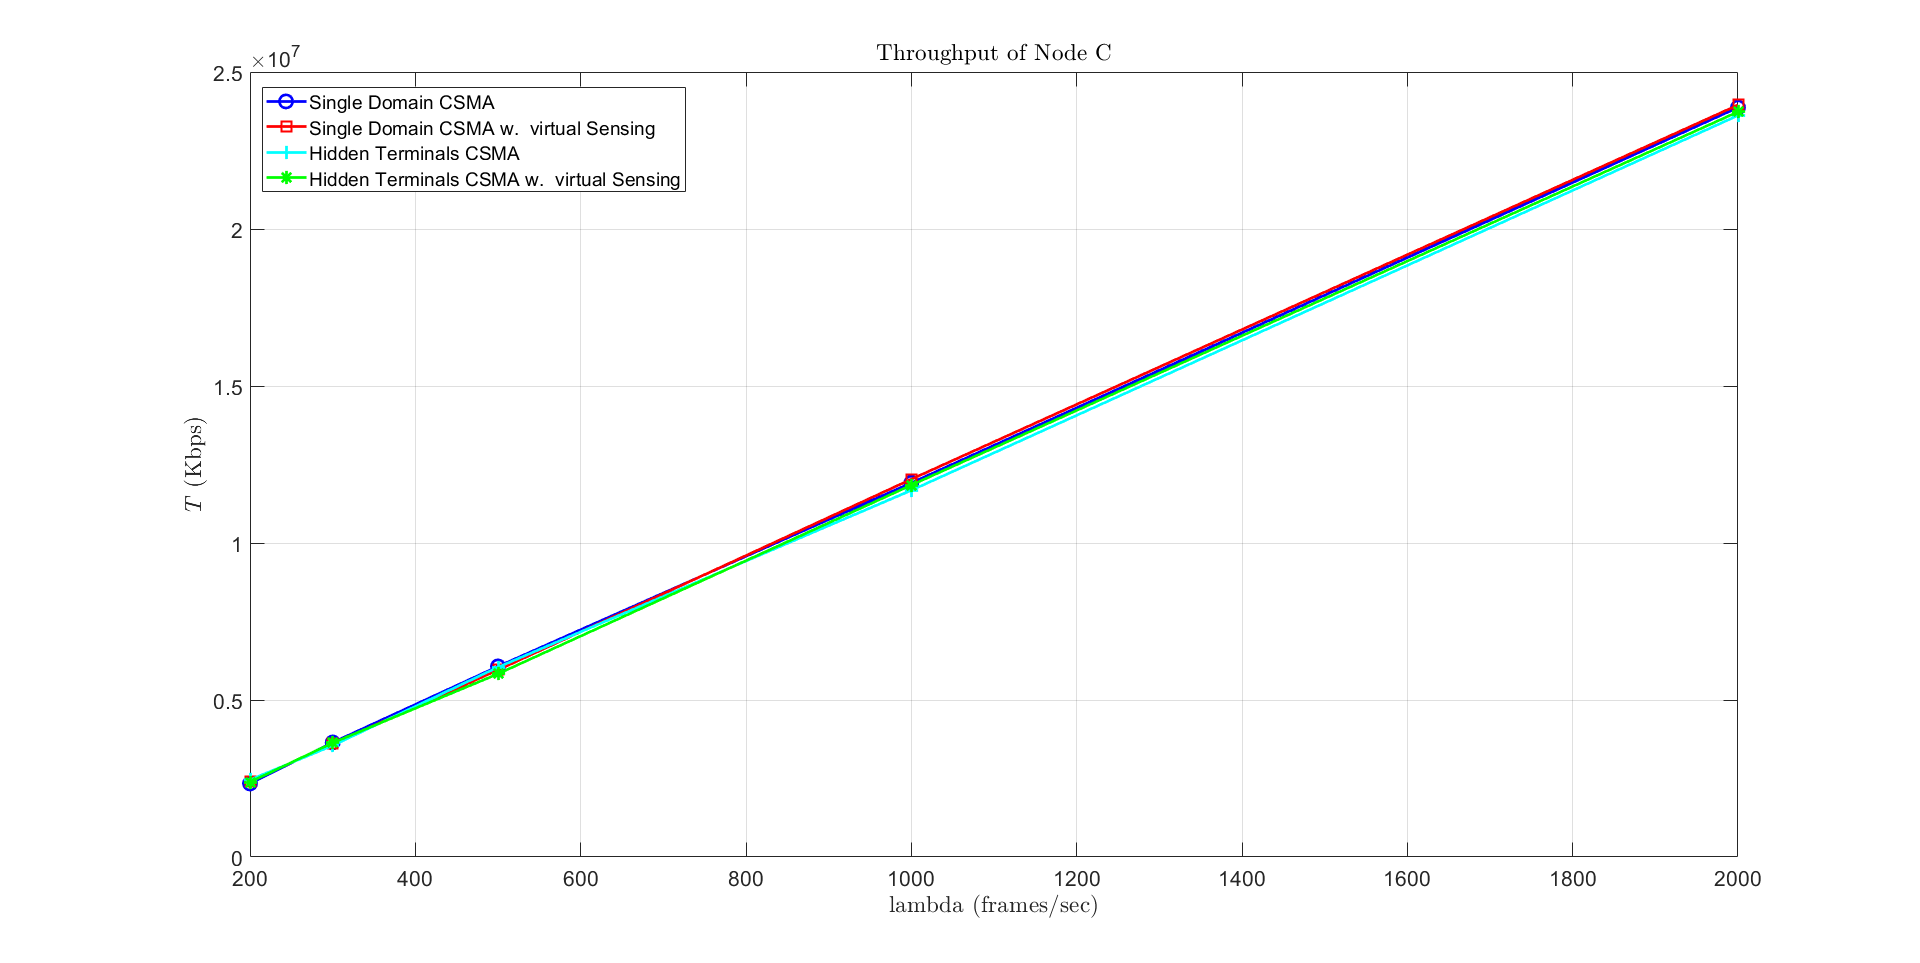 Throughput of Node C
×10^7
2.5
2
1.5
1
0.5
0
T (Kbps)
Single Domain CSMA
Single Domain CSMA w.  virtual Sensing
Hidden Terminals CSMA
Hidden Terminals CSMA w.  virtual Sensing
200 400 600 800 1000 1200 1400 1600 1800 2000
lambda (frames/sec)